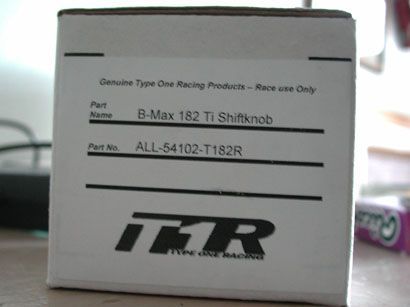 Genuine Type One Racing Products – Race use Only
Part Name B-Max 182 Ti Shiftknob
Part No. ALL-54102-T182R
T1R
TYPE ONE RACING